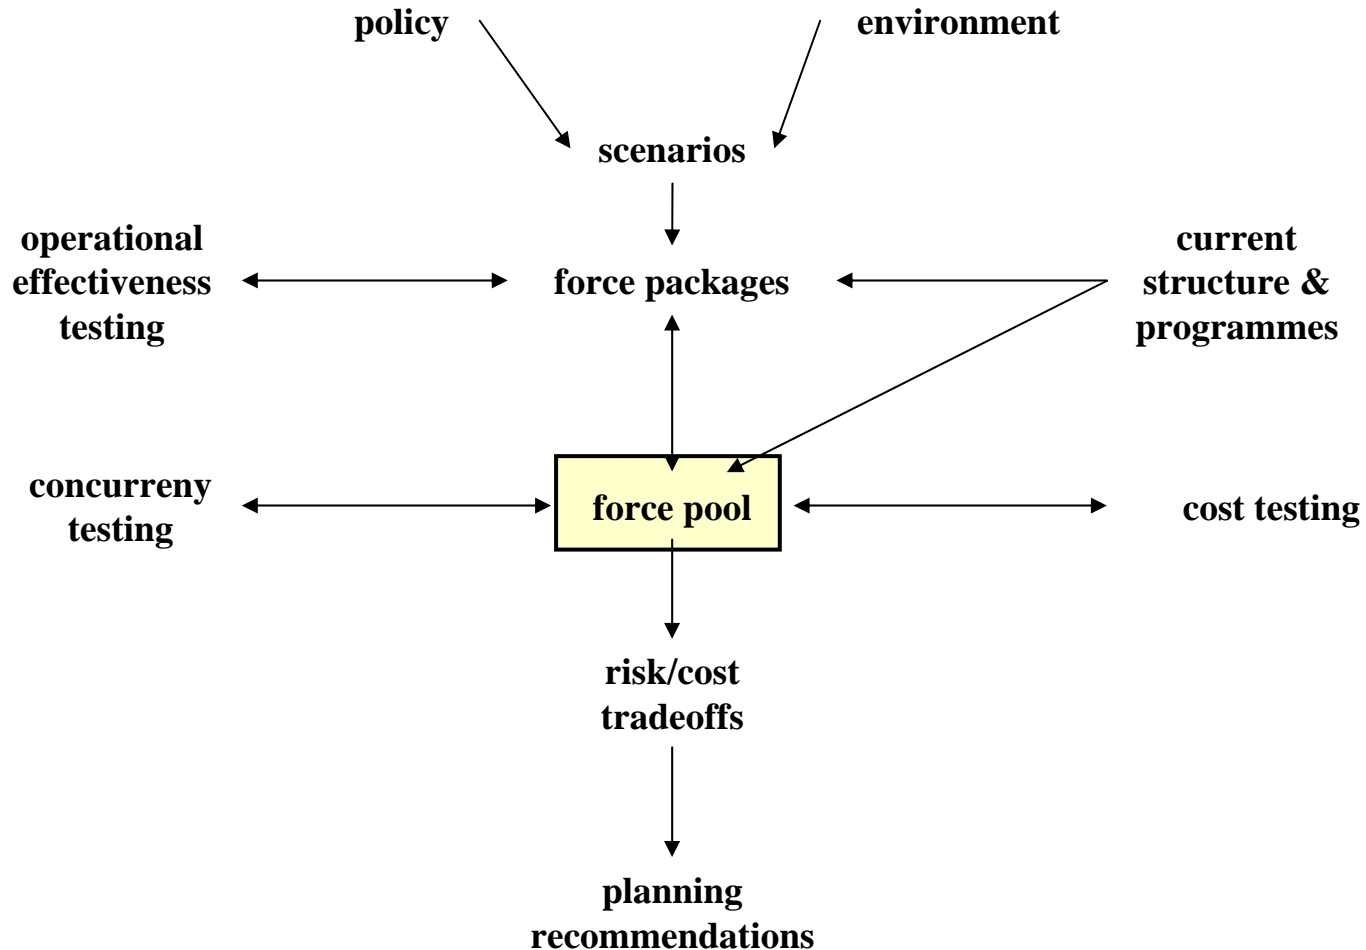 policy
environment
scenarios
operational
effectiveness
testing
force packages
current
structure &
programmes
concurreny
testing
force pool
cost testing
risk/cost
tradeoffs
planning
recommendations